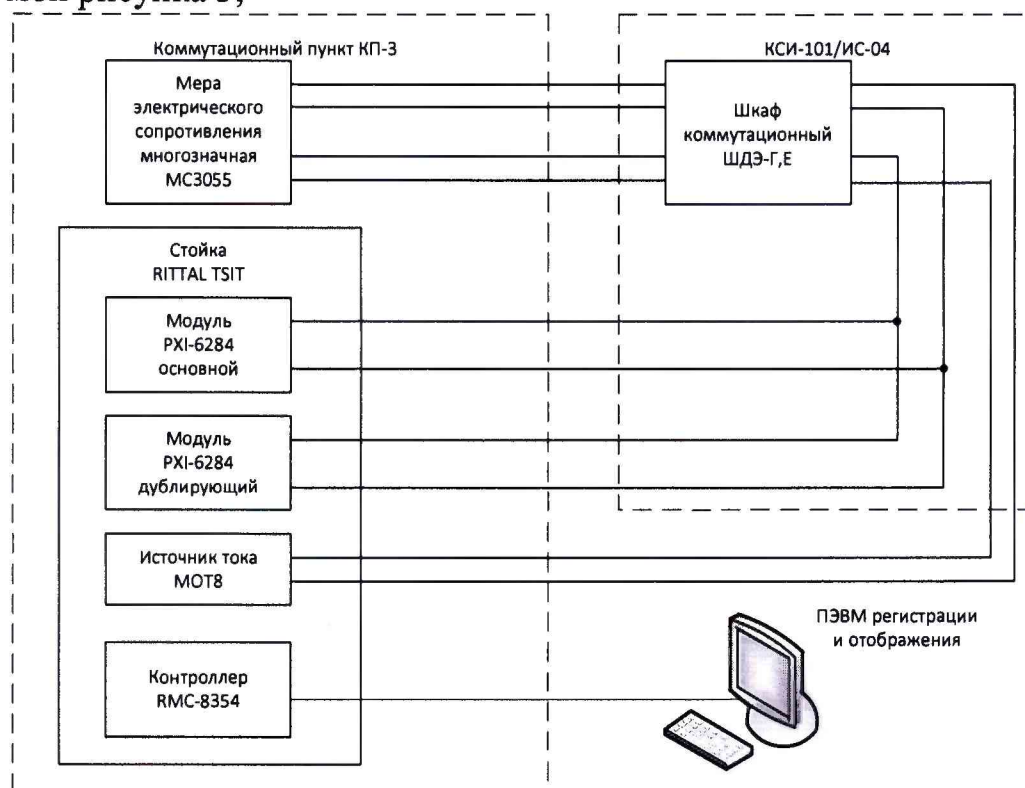 рисунка
Коммутационный пункт КП-3
КСИ-101/ИС-04
Мера
электрического
сопротивления
многозначная
МС3055
Шкаф
коммутационный
ШДЭ-Г,Е
Стойка
RITTAL TSIT
Модуль
PXI-6284
основной
Модуль
PXI-6284
дублирующий
Источник тока
МОТ8
Контроллер
RMC-8354
ПЭВМ регистрации
и отображения